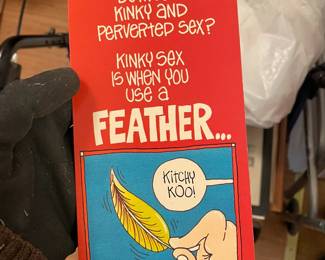 KINKY AND
PERVERTED SEX?
KINKY SEX
IS WHEN YOU
USE A
FEATHER...
KITCHY
KOO!